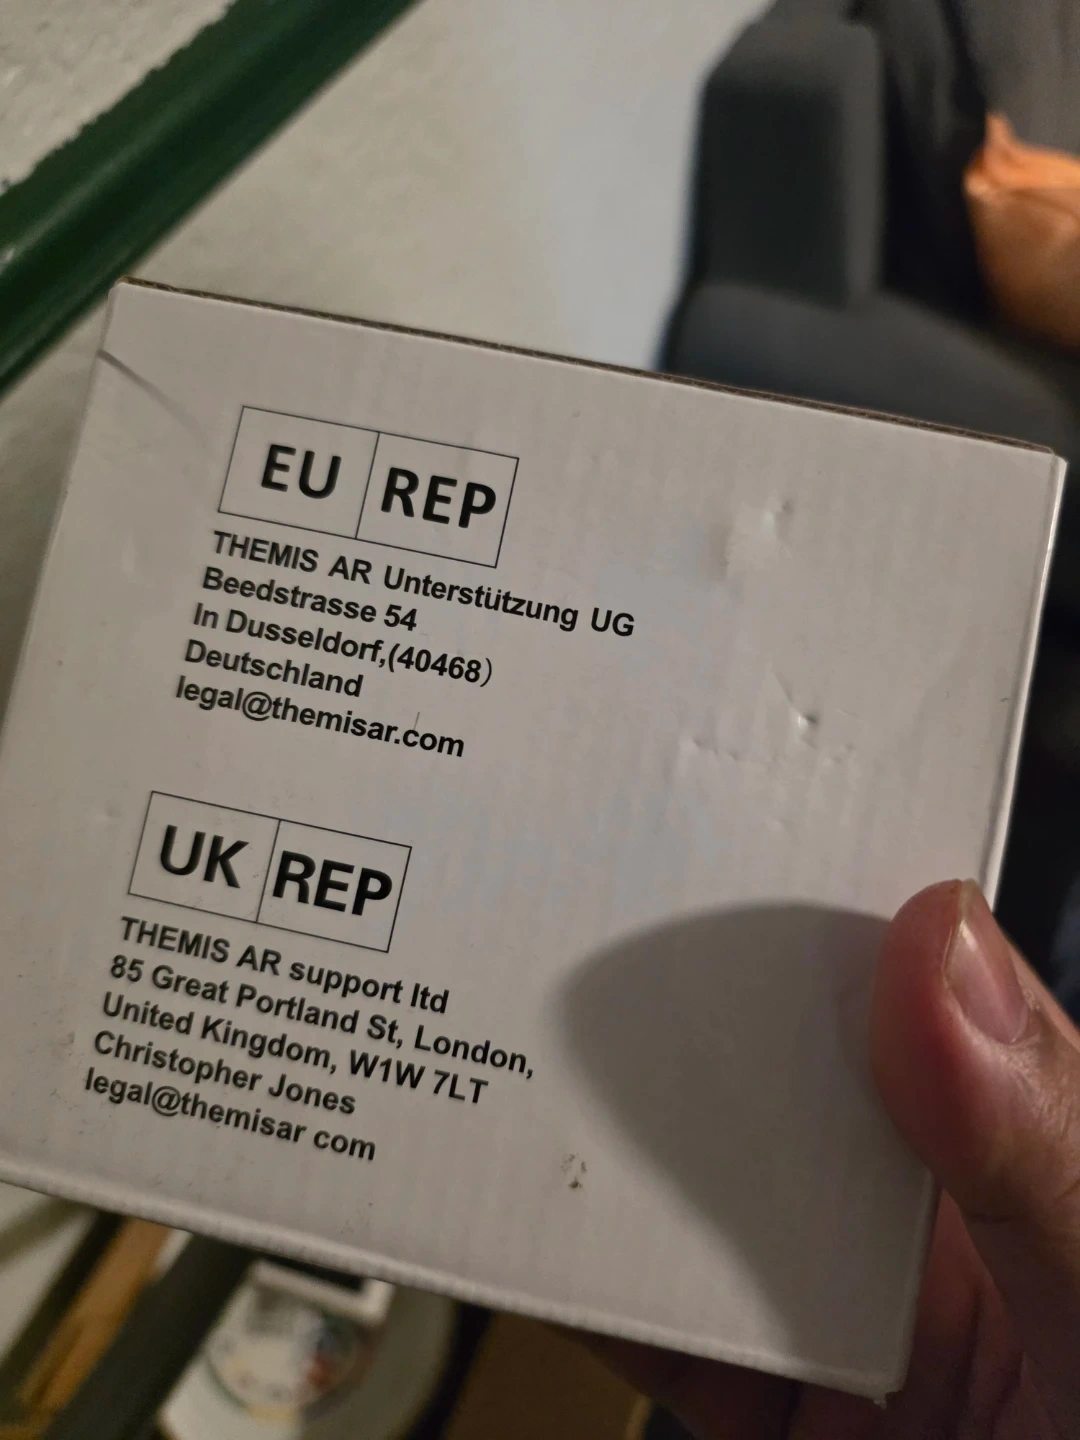 EU REP
THEMIS AR Unterstützung UG
Beedstrasse 54
In Dusseldorf,(40468)
Deutschland
legal@themisar.com
UK REP
THEMIS AR support ltd
85 Great Portland St, London,
United Kingdom, W1W 7LT
Christopher Jones
legal@themisar com